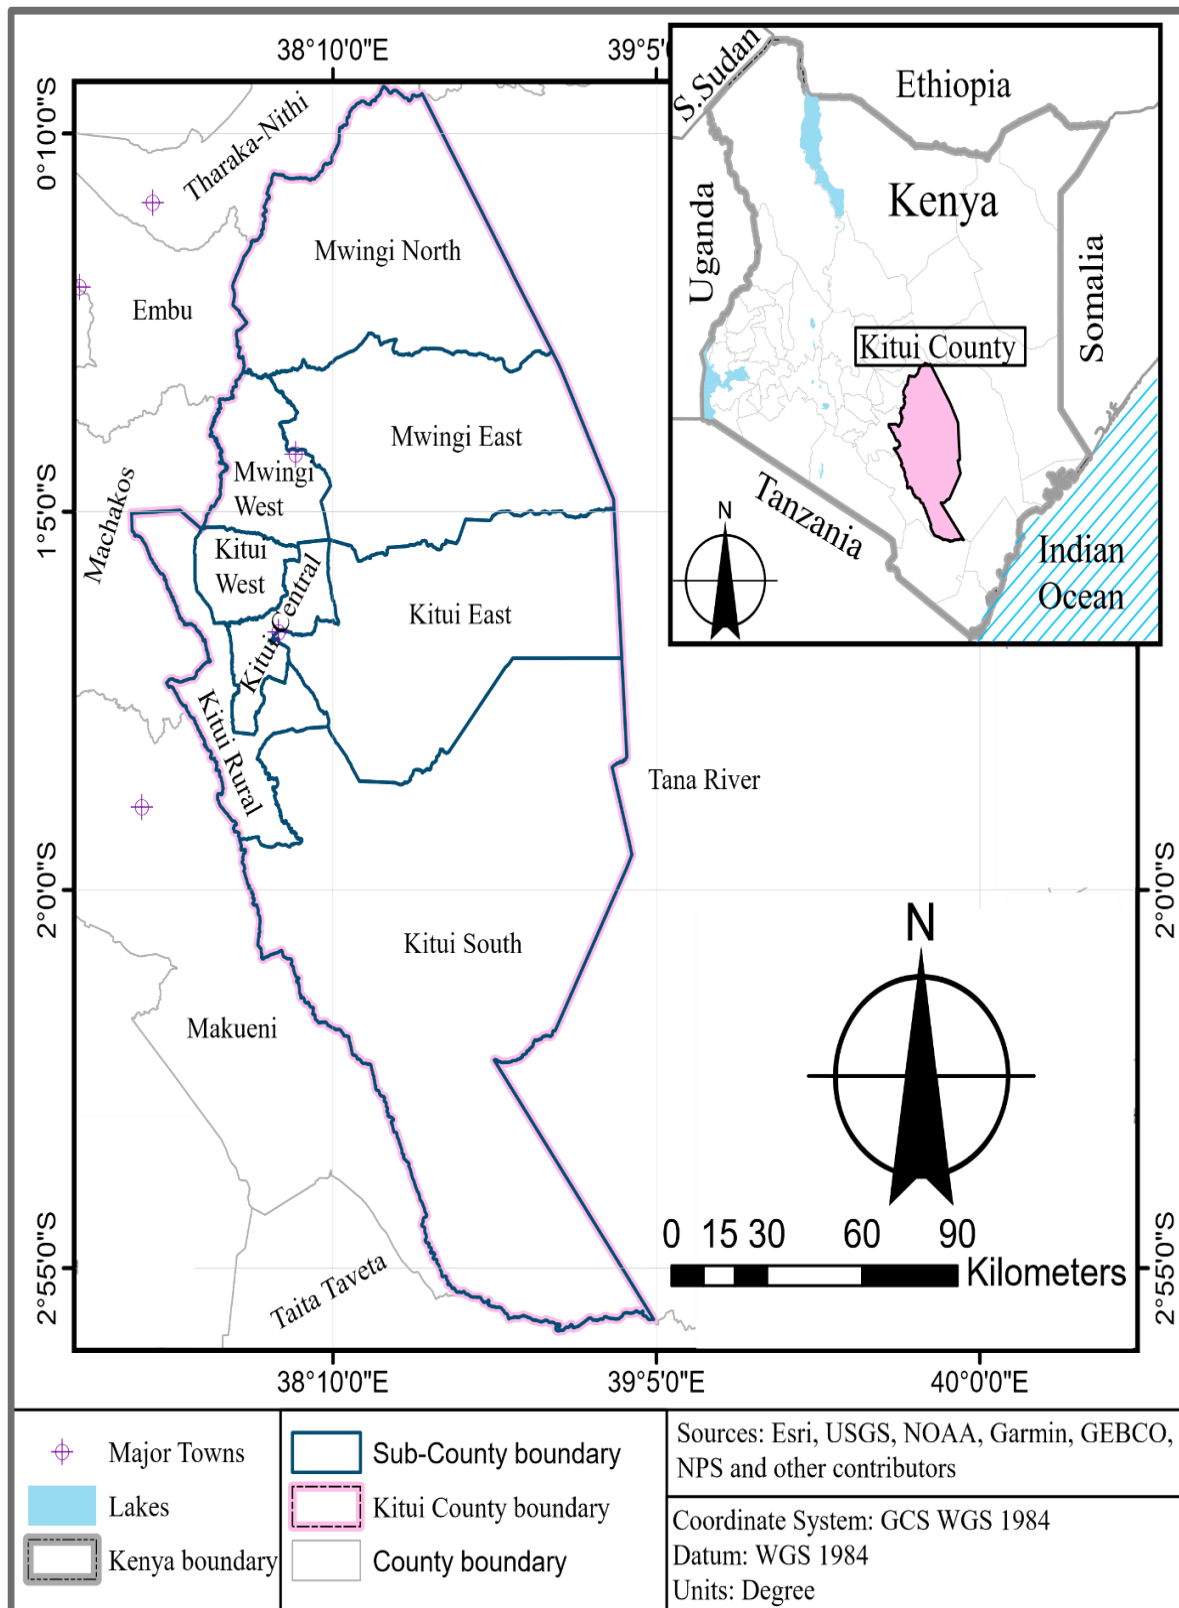 38°10'0"E
39°5'0
0°10'0"S
1°5'0"S
2°0'0"S
2°55'0"S
Tharaka-Nithi
Embu
Machakos
Mwingi North
Mwingi East
Mwingi
West
Kitui
West
Kitui Central
Kitui East
Kitui Rural
Kitui South
Tana River
Makueni
Taita Taveta
S.Sudan
Ethiopia
Uganda
Kenya
Somalia
Kitui County
Tanzania
Indian
Ocean
N
N
2°0'0"S
2°55'0"S
0 15 30 60 90
Kilometers
38°10'0"E
39°5'0"E
40°0'0"E
Major Towns
Lakes
Kenya boundary
Sub-County boundary
Kitui County boundary
County boundary
Sources: Esri, USGS, NOAA, Garmin, GEBCO,
NPS and other contributors
Coordinate System: GCS WGS 1984
Datum: WGS 1984
Units: Degree